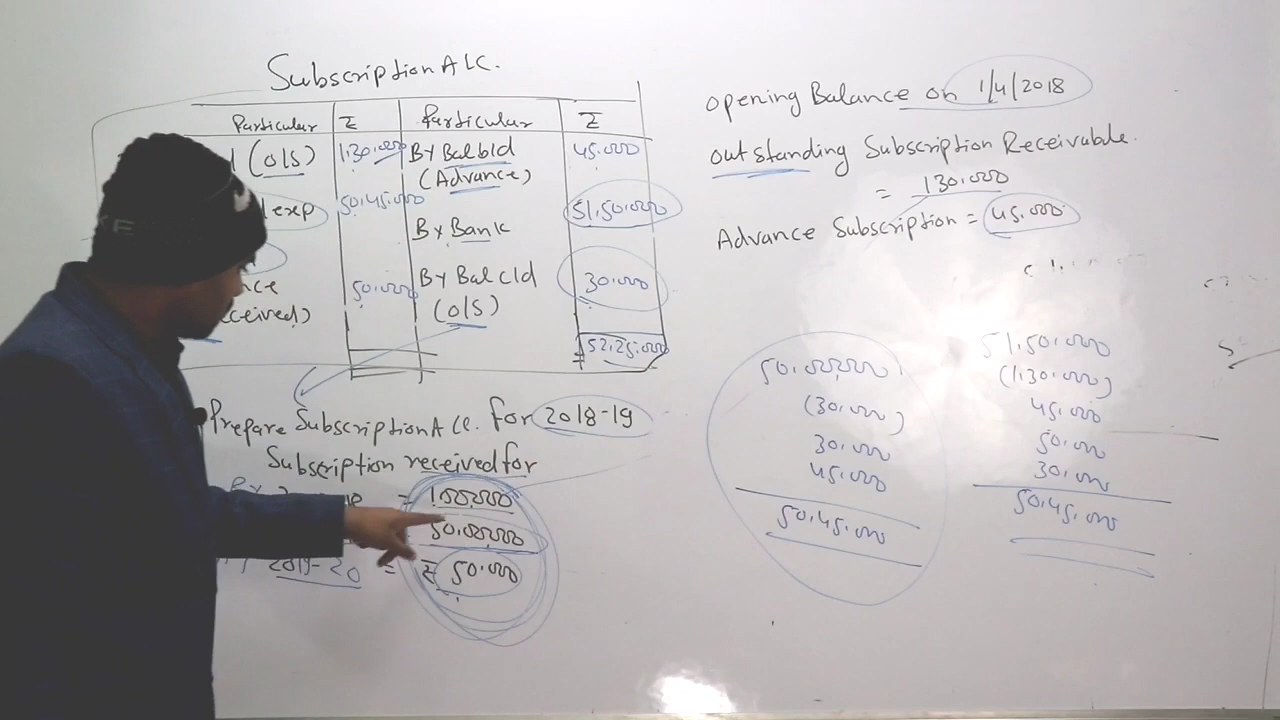 Subscription A/C.
Particular ₹ Particular ₹
(O/S) 1,30,000 By Bal b/d 45,000
(Advance)
exp 50,45,000 51,50,000
By Bank
50,000 By Bal c/d 30,000
(O/S)
52,25,000
Prepare Subscription A/C. for 2018-19
Subscription received for
= 1,00,000
50,00,000
2019-20 = ₹ 50,000
Opening Balance on 1/4/2018
outstanding Subscription Receivable.
= 130,000
Advance Subscription = 45,000
50,00,000
(30,000)
30,000
45,000
50,45,000
51,50,000
(1,30,000)
45,000
50,000
30,000
50,45,000